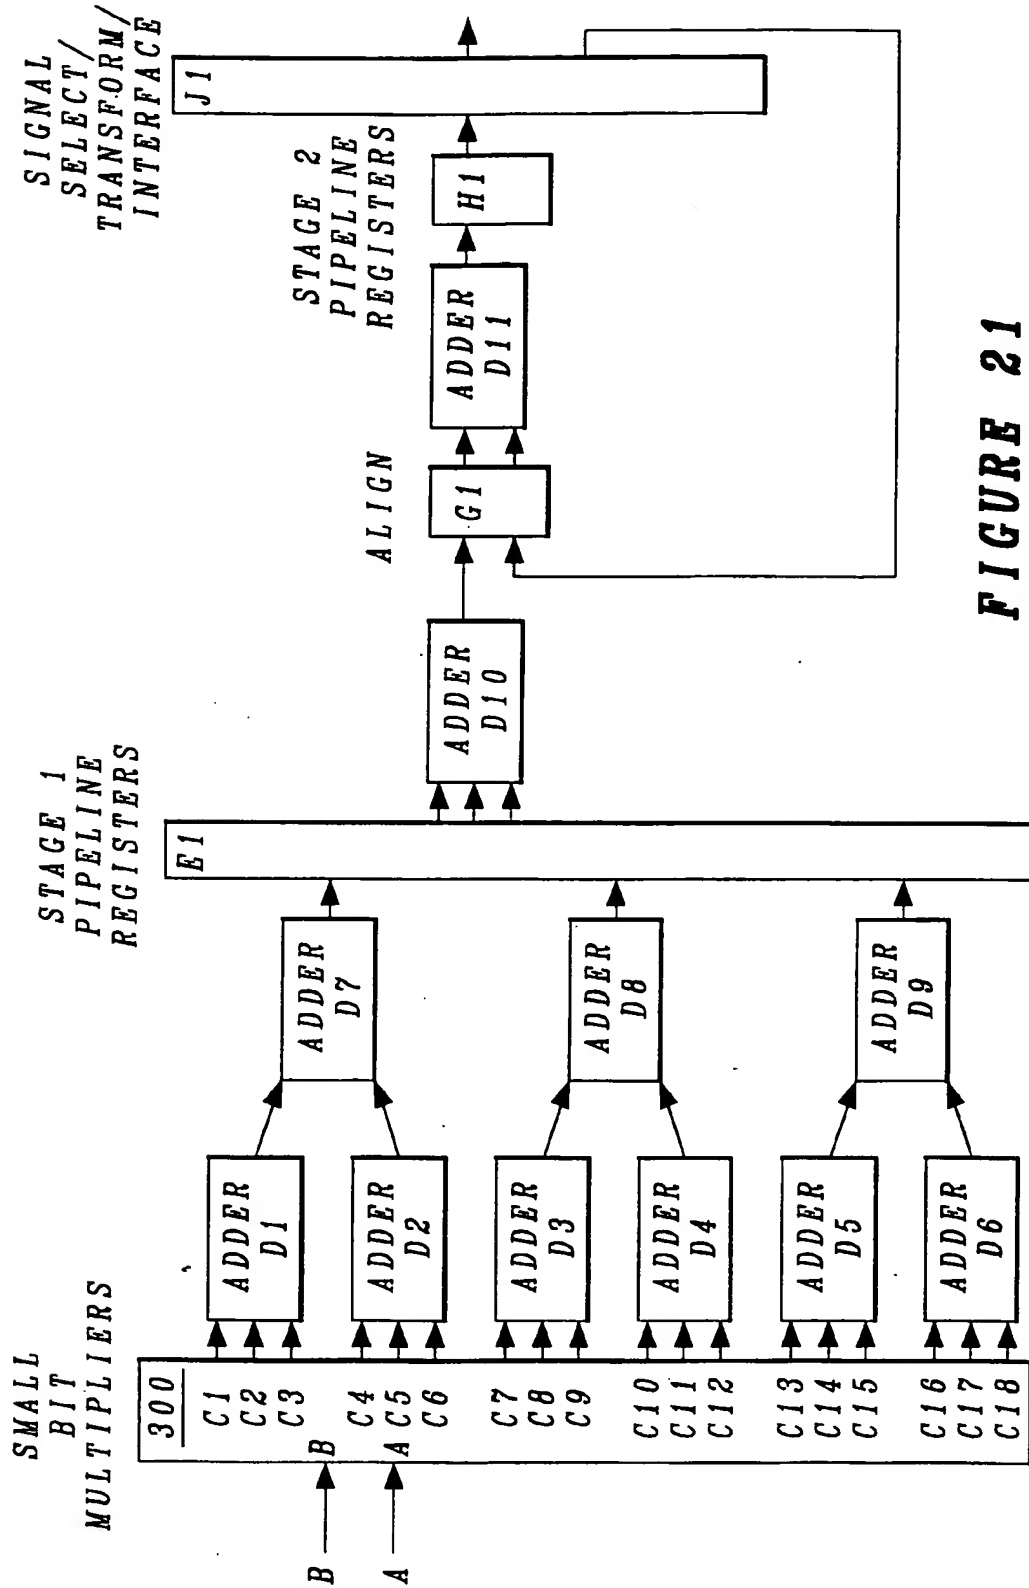 SMALL
BIT
MULTIPLIERS
300
C1
C2
C3
B
B
C4
A
A
C5
C6
C7
C8
C9
C10
C11
C12
C13
C14
C15
C16
C17
C18
ADDER
D1
ADDER
D2
ADDER
D3
ADDER
D4
ADDER
D5
ADDER
D6
ADDER
D7
ADDER
D8
ADDER
D9
STAGE 1
PIPELINE
REGISTERS
E1
ADDER
D10
ALIGN
G1
ADDER
D11
STAGE 2
PIPELINE
REGISTERS
H1
SIGNAL
SELECT/
TRANSFORM/
INTERFACE
J1
FIGURE 21